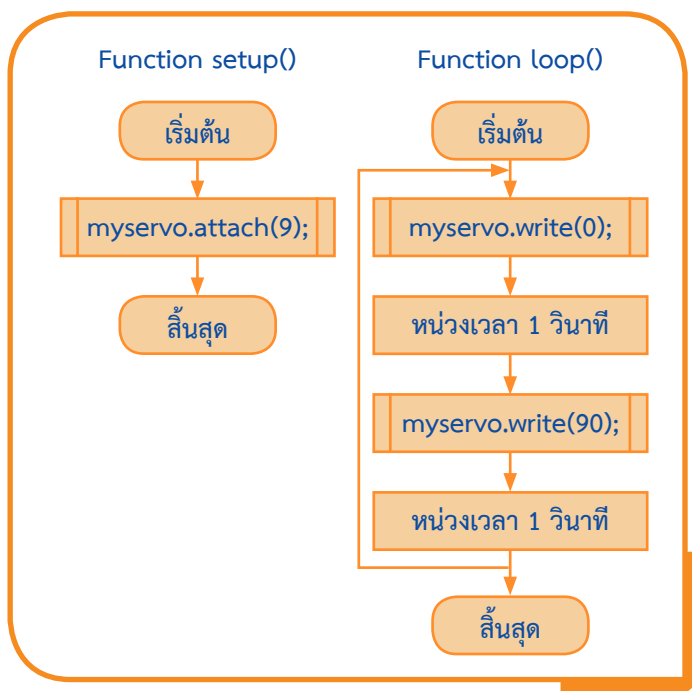 Function setup()
เริ่มต้น
myservo.attach(9);
สิ้นสุด
Function loop()
เริ่มต้น
myservo.write(0);
หน่วงเวลา 1 วินาที
myservo.write(90);
หน่วงเวลา 1 วินาที
สิ้นสุด